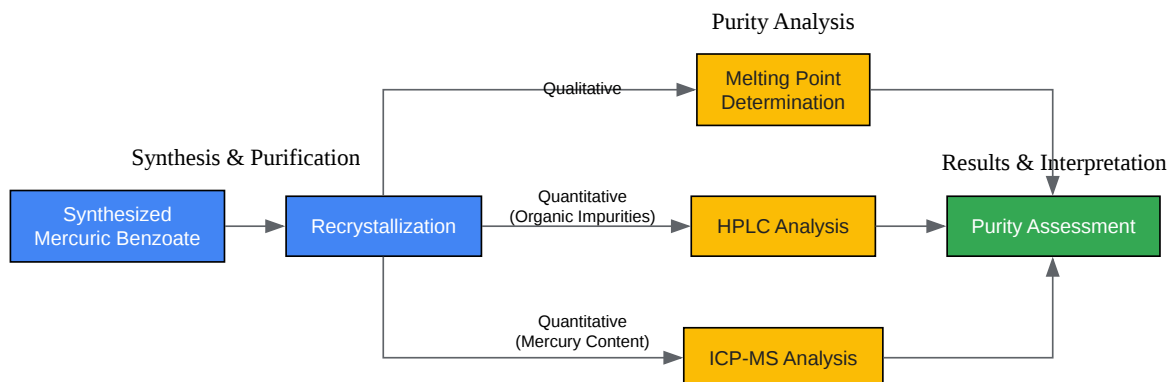 Purity Analysis
Qualitative
Melting Point
Determination
Synthesis & Purification
Results & Interpretation
Synthesized
Mercuric Benzoate
Recrystallization
Quantitative
(Organic Impurities)
HPLC Analysis
Purity Assessment
Quantitative
(Mercury Content)
ICP-MS Analysis